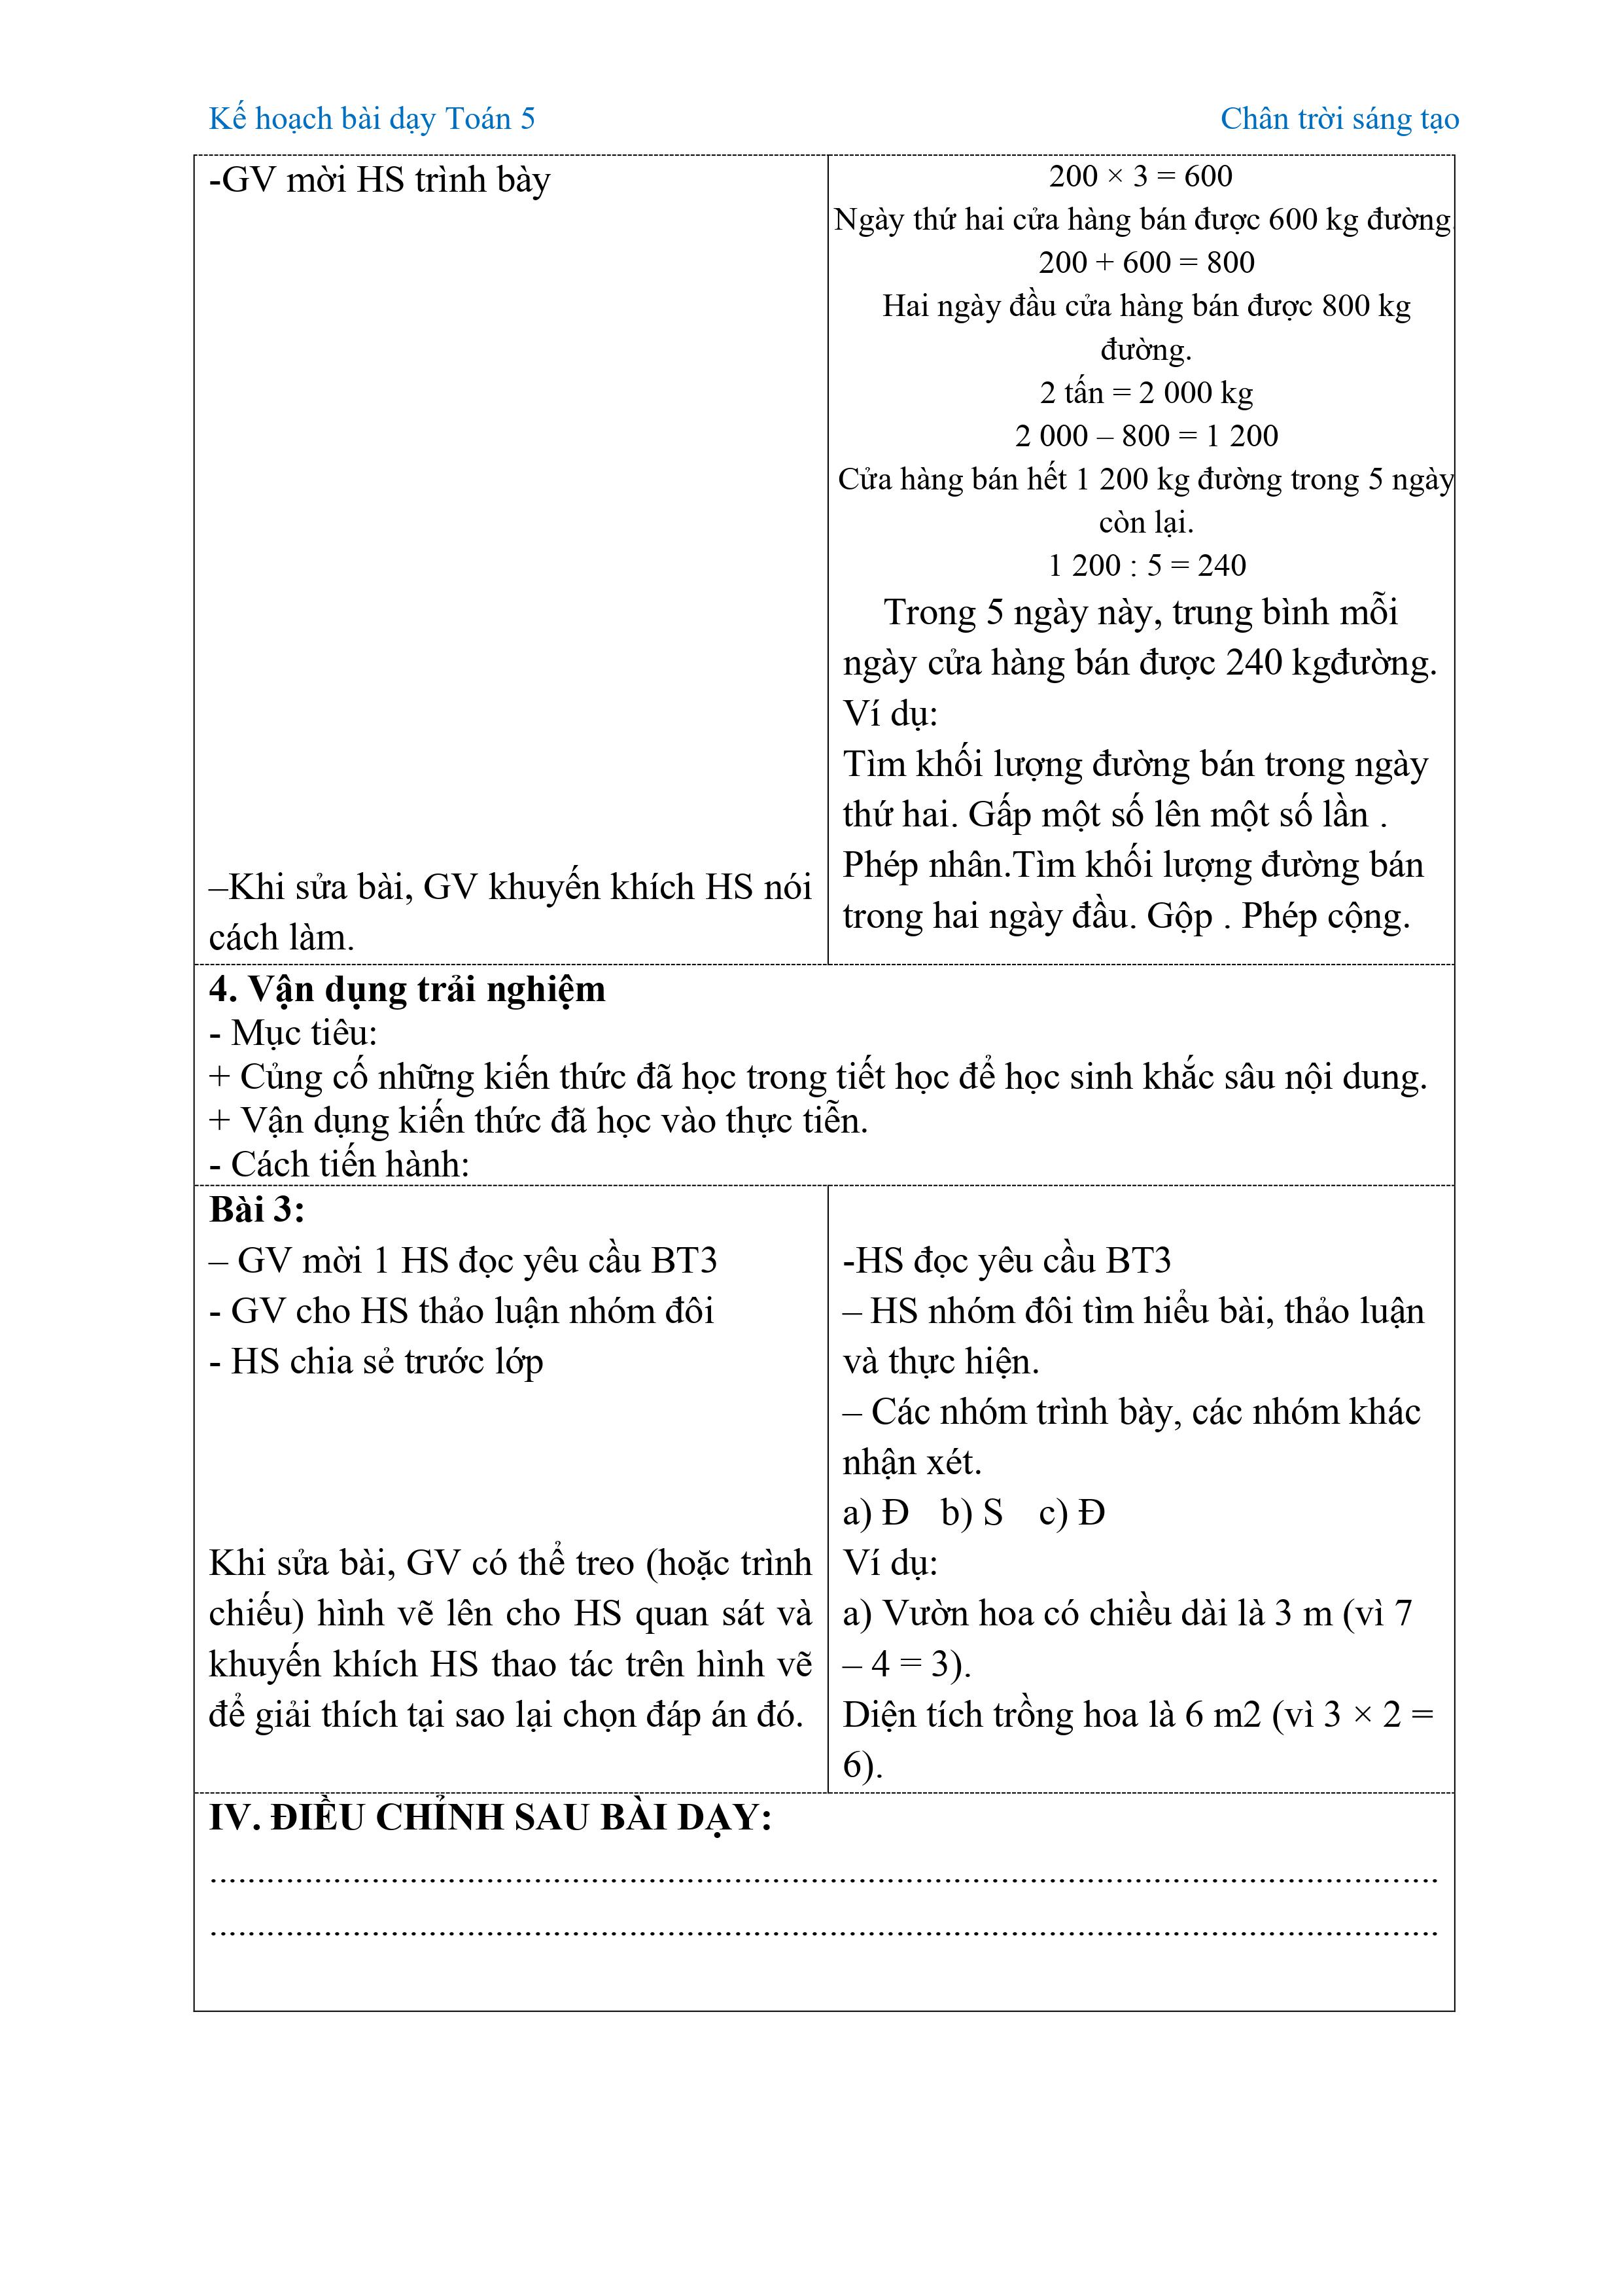 Kế hoạch bài dạy Toán 5
Chân trời sáng tạo
-GV mời HS trình bày
–Khi sửa bài, GV khuyến khích HS nói
cách làm.
200 × 3 = 600
Ngày thứ hai cửa hàng bán được 600 kg đường.
200 + 600 = 800
Hai ngày đầu cửa hàng bán được 800 kg
đường.
2 tấn = 2 000 kg
2 000 – 800 = 1 200
Cửa hàng bán hết 1 200 kg đường trong 5 ngày
còn lại.
1 200 : 5 = 240
Trong 5 ngày này, trung bình mỗi
ngày cửa hàng bán được 240 kgđường.
Ví dụ:
Tìm khối lượng đường bán trong ngày
thứ hai. Gấp một số lên một số lần .
Phép nhân.Tìm khối lượng đường bán
trong hai ngày đầu. Gộp . Phép cộng.
4. Vận dụng trải nghiệm
- Mục tiêu:
+ Củng cố những kiến thức đã học trong tiết học để học sinh khắc sâu nội dung.
+ Vận dụng kiến thức đã học vào thực tiễn.
- Cách tiến hành:
Bài 3:
– GV mời 1 HS đọc yêu cầu BT3
- GV cho HS thảo luận nhóm đôi
- HS chia sẻ trước lớp
Khi sửa bài, GV có thể treo (hoặc trình
chiếu) hình vẽ lên cho HS quan sát và
khuyến khích HS thao tác trên hình vẽ
để giải thích tại sao lại chọn đáp án đó.
-HS đọc yêu cầu BT3
– HS nhóm đôi tìm hiểu bài, thảo luận
và thực hiện.
– Các nhóm trình bày, các nhóm khác
nhận xét.
a) Đ b) S c) Đ
Ví dụ:
a) Vườn hoa có chiều dài là 3 m (vì 7
– 4 = 3).
Diện tích trồng hoa là 6 m2 (vì 3 × 2 =
6).
IV. ĐIỀU CHỈNH SAU BÀI DẠY:
................................................................................................................................
................................................................................................................................